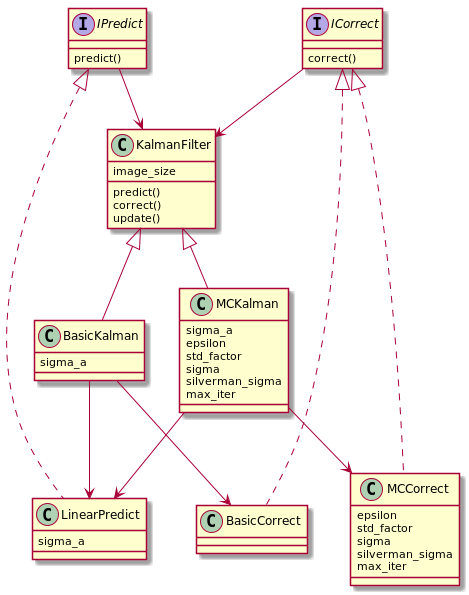 I IPredict
predict()
I ICorrect
correct()
C KalmanFilter
image_size
predict()
correct()
update()
C BasicKalman
sigma_a
C MCKalman
sigma_a
epsilon
std_factor
sigma
silverman_sigma
max_iter
C LinearPredict
sigma_a
C BasicCorrect
C MCCorrect
epsilon
std_factor
sigma
silverman_sigma
max_iter